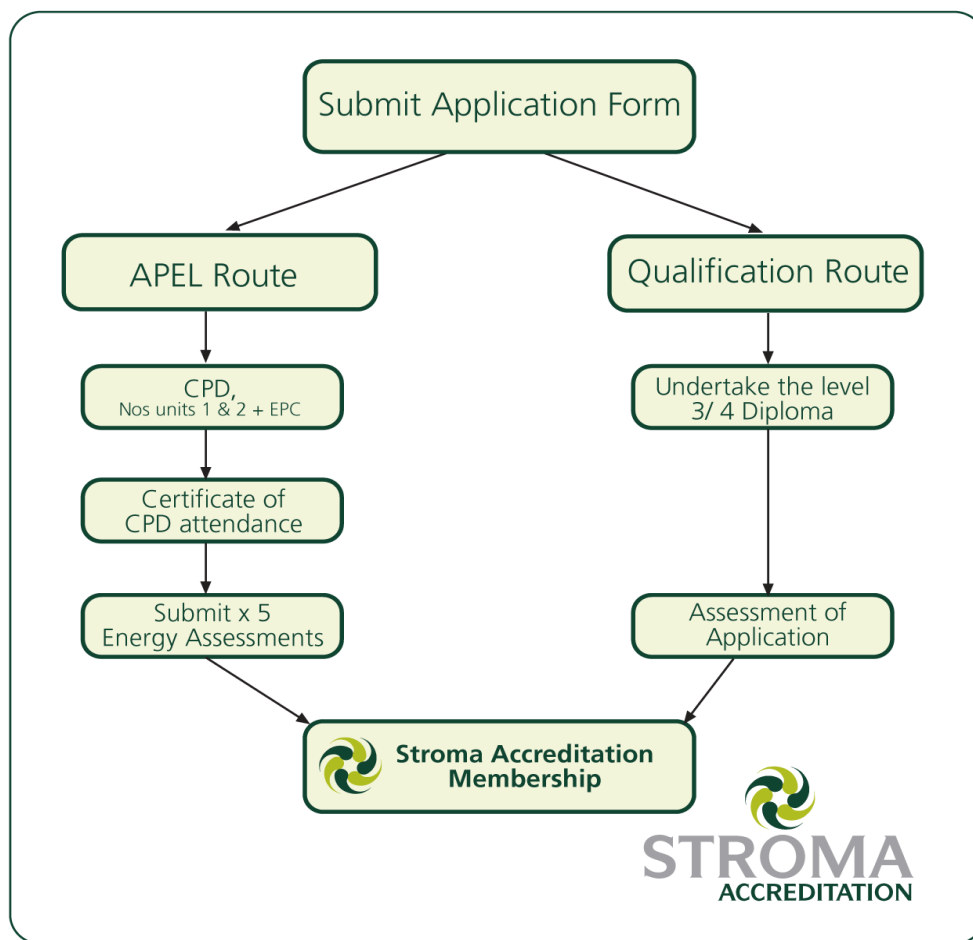 Submit Application Form
APEL Route
Qualification Route
CPD,
Nos units 1 & 2 + EPC
Undertake the level
3/ 4 Diploma
Certificate of
CPD attendance
Submit x 5
Energy Assessments
Assessment of
Application
Stroma Accreditation
Membership
STROMA
ACCREDITATION